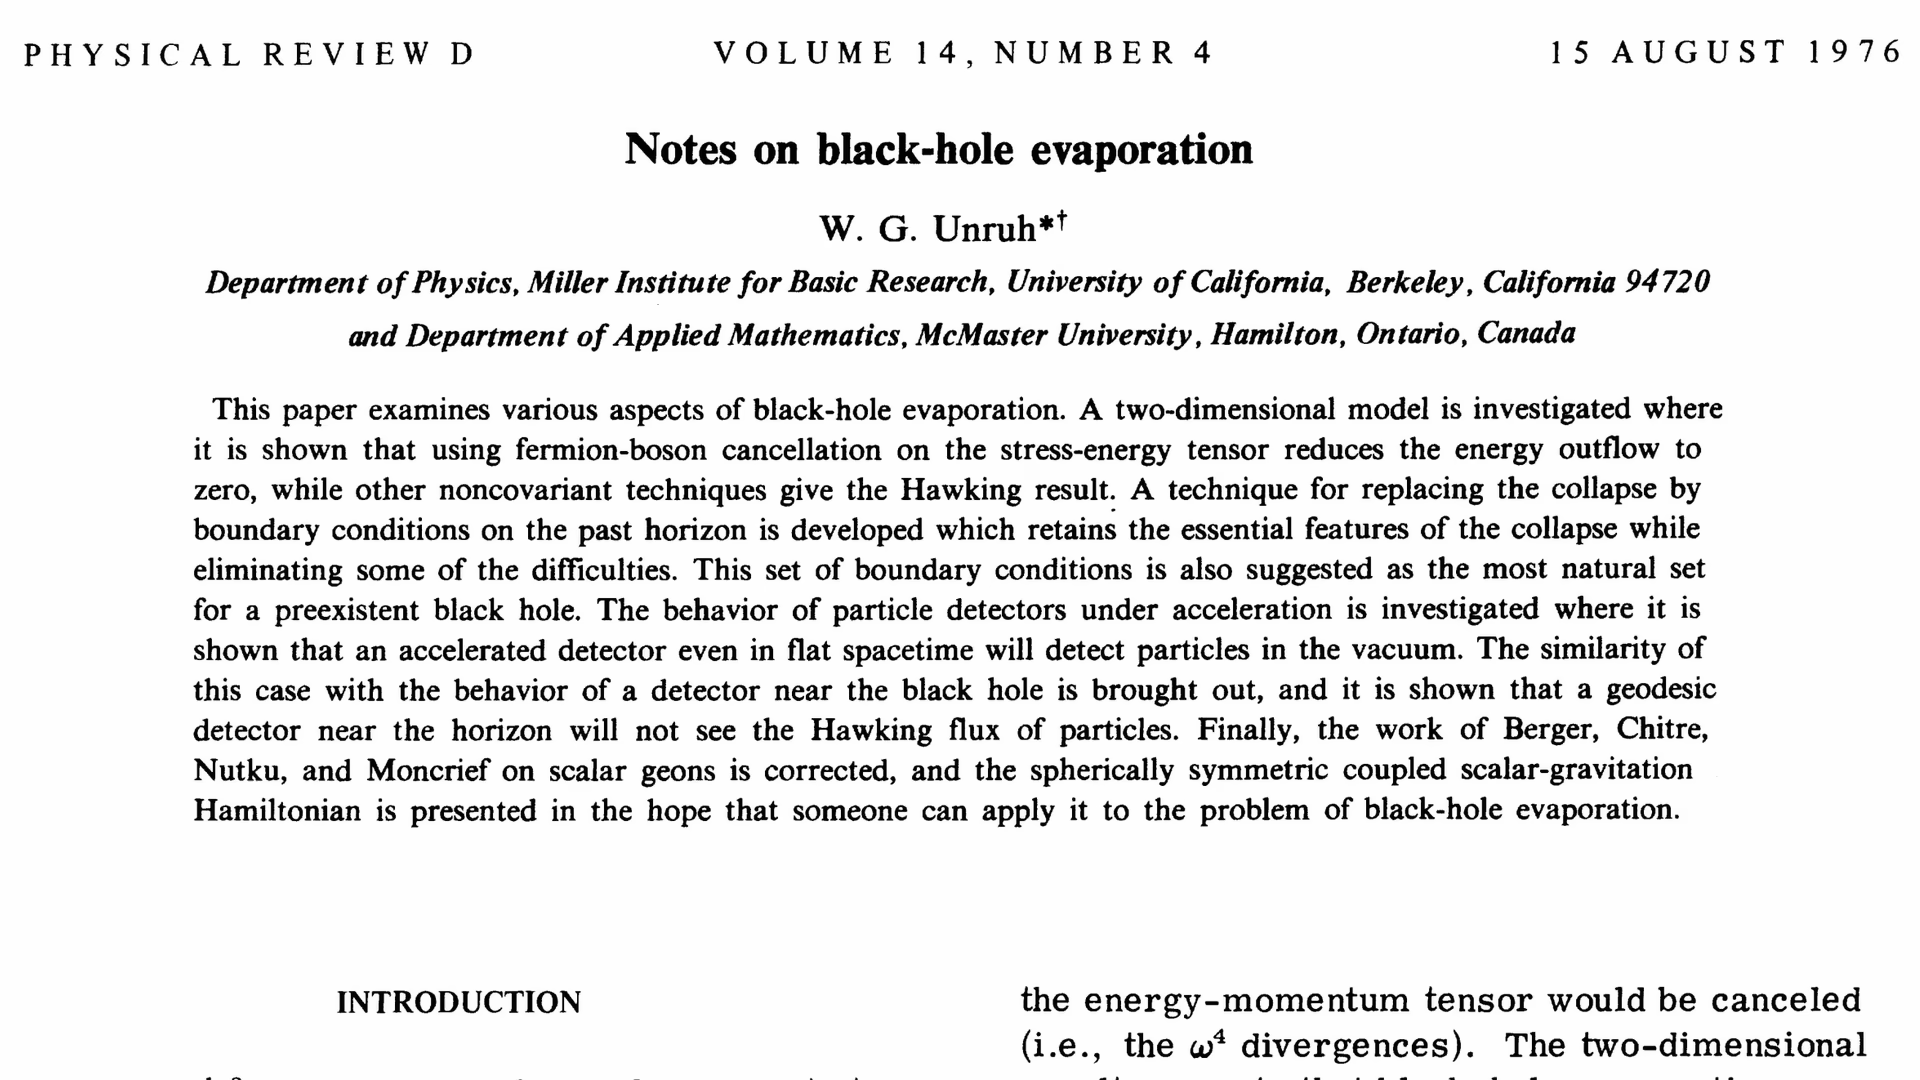 PHYSICAL REVIEW D VOLUME 14, NUMBER 4 15 AUGUST 1976
Notes on black-hole evaporation
W. G. Unruh*†
Department of Physics, Miller Institute for Basic Research, University of California, Berkeley, California 94720
and Department of Applied Mathematics, McMaster University, Hamilton, Ontario, Canada
This paper examines various aspects of black-hole evaporation. A two-dimensional model is investigated where
it is shown that using fermion-boson cancellation on the stress-energy tensor reduces the energy outflow to
zero, while other noncovariant techniques give the Hawking result. A technique for replacing the collapse by
boundary conditions on the past horizon is developed which retains the essential features of the collapse while
eliminating some of the difficulties. This set of boundary conditions is also suggested as the most natural set
for a preexistent black hole. The behavior of particle detectors under acceleration is investigated where it is
shown that an accelerated detector even in flat spacetime will detect particles in the vacuum. The similarity of
this case with the behavior of a detector near the black hole is brought out, and it is shown that a geodesic
detector near the horizon will not see the Hawking flux of particles. Finally, the work of Berger, Chitre,
Nutku, and Moncrief on scalar geons is corrected, and the spherically symmetric coupled scalar-gravitation
Hamiltonian is presented in the hope that someone can apply it to the problem of black-hole evaporation.
INTRODUCTION
the energy-momentum tensor would be canceled
(i.e., the ω⁴ divergences). The two-dimensional